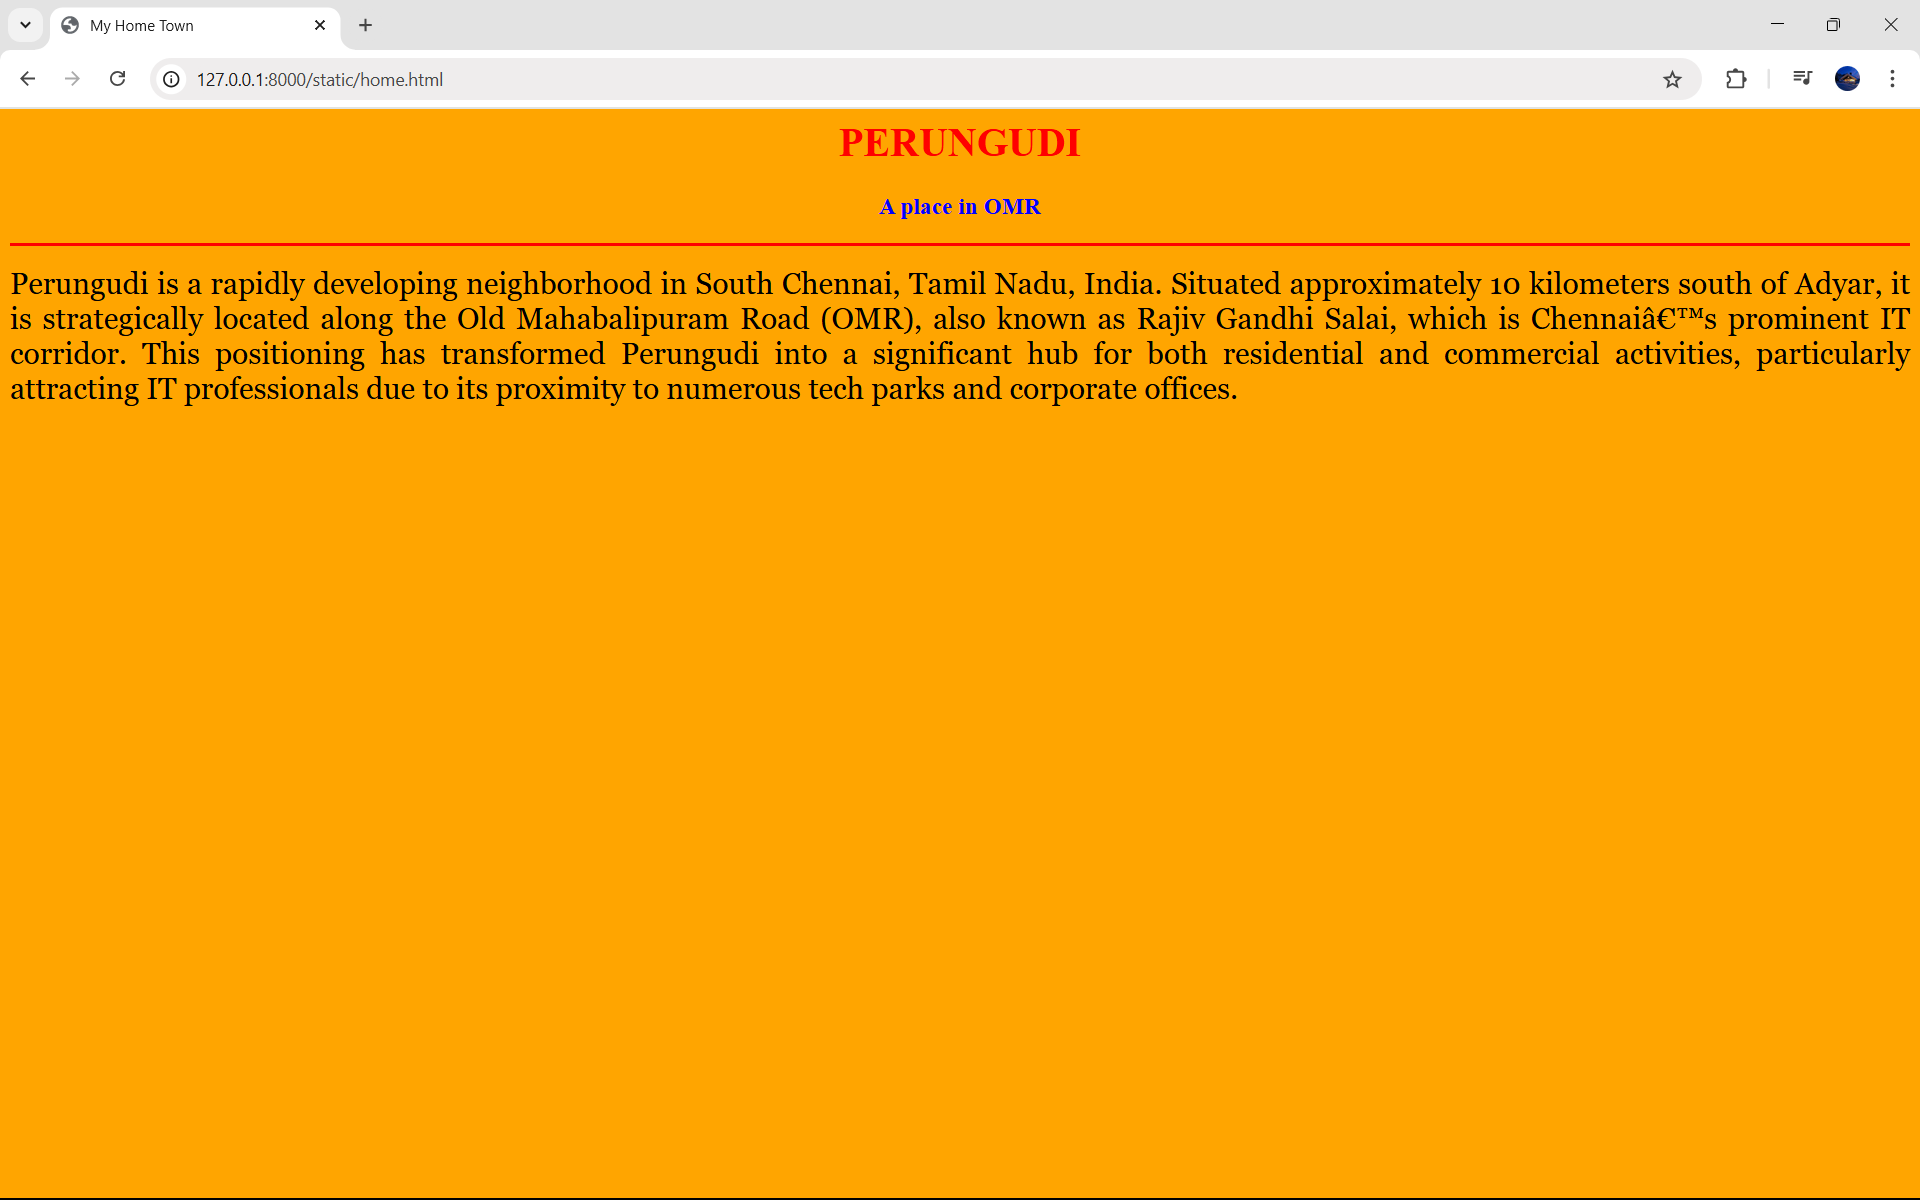 My Home Town
127.0.0.1:8000/static/home.html
PERUNGUDI
A place in OMR
Perungudi is a rapidly developing neighborhood in South Chennai, Tamil Nadu, India. Situated approximately 10 kilometers south of Adyar, it
is strategically located along the Old Mahabalipuram Road (OMR), also known as Rajiv Gandhi Salai, which is Chennaiâ€™s prominent IT
corridor. This positioning has transformed Perungudi into a significant hub for both residential and commercial activities, particularly
attracting IT professionals due to its proximity to numerous tech parks and corporate offices.